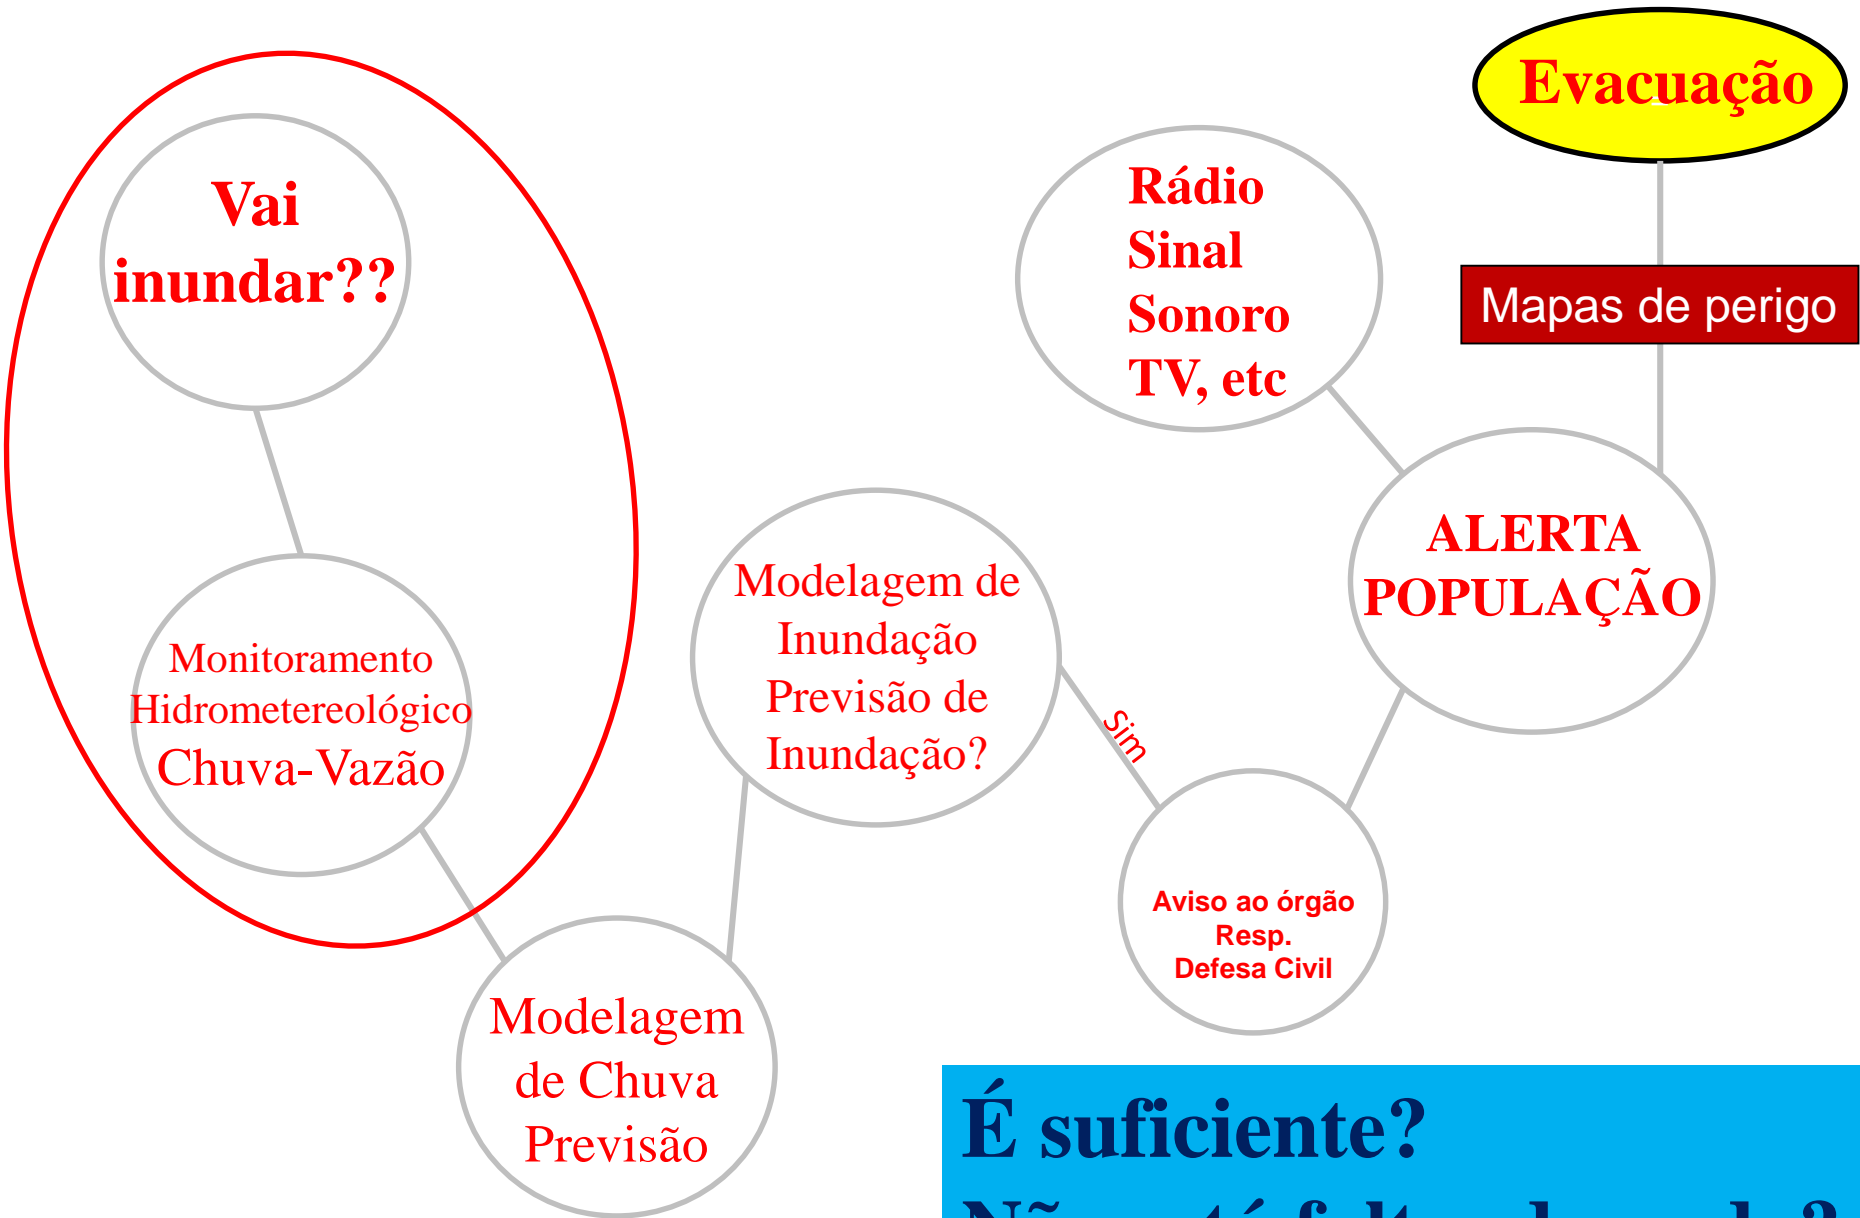 Evacuação
Vai
inundar??
Rádio
Sinal
Sonoro
TV, etc
Mapas de perigo
ALERTA
POPULAÇÃO
Modelagem de
Inundação
Previsão de
Inundação?
Sim
Monitoramento
Hidrometereológico
Chuva-Vazão
Aviso ao órgão
Resp.
Defesa Civil
Modelagem
de Chuva
Previsão
É suficiente?